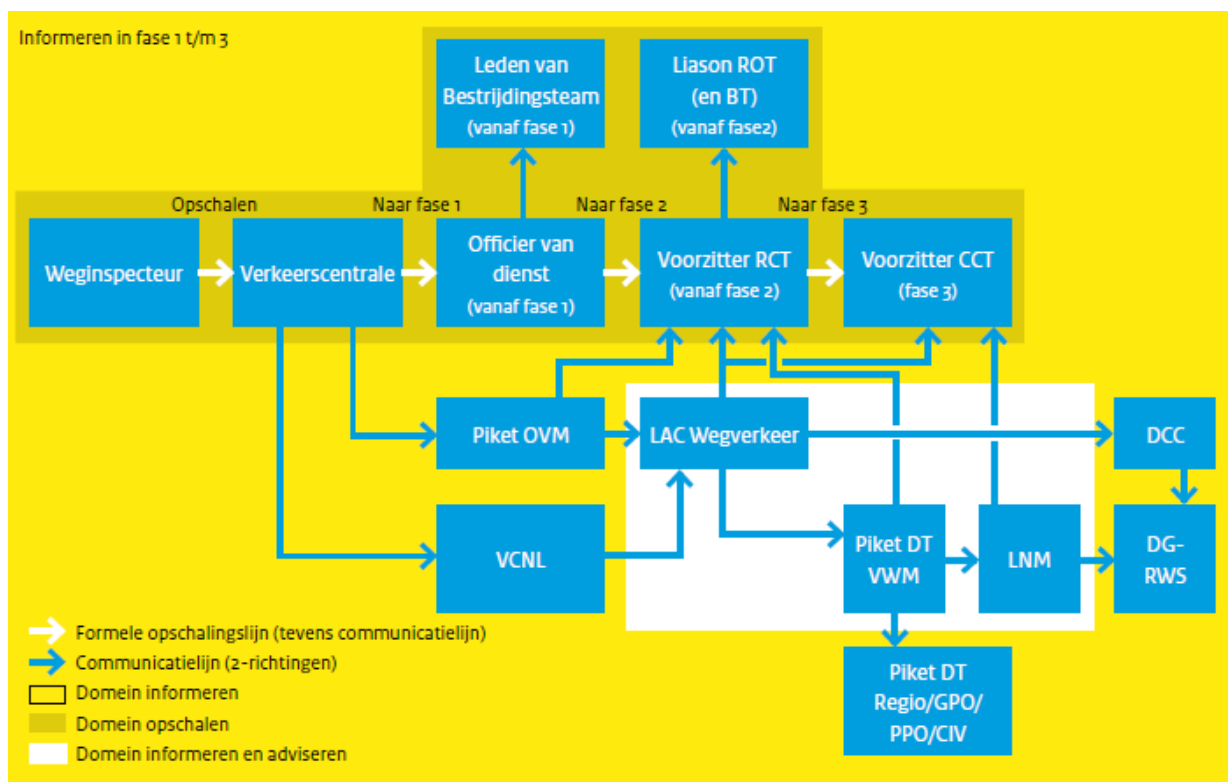 Informeren in fase 1 t/m 3
Leden van
Bestrijdingsteam
(vanaf fase 1)
Liason ROT
(en BT)
(vanaf fase2)
Opschalen
Naar fase 1
Naar fase 2
Naar fase 3
Weginspecteur
Verkeerscentrale
Officier van
dienst
(vanaf fase 1)
Voorzitter RCT
(vanaf fase 2)
Voorzitter CCT
(fase 3)
Piket OVM
LAC Wegverkeer
DCC
VCNL
Piket DT
VWM
LNM
DG-
RWS
Piket DT
Regio/GPO/
PPO/CIV
Formele opschalingslijn (tevens communicatielijn)
Communicatielijn (2-richtingen)
Domein informeren
Domein opschalen
Domein informeren en adviseren